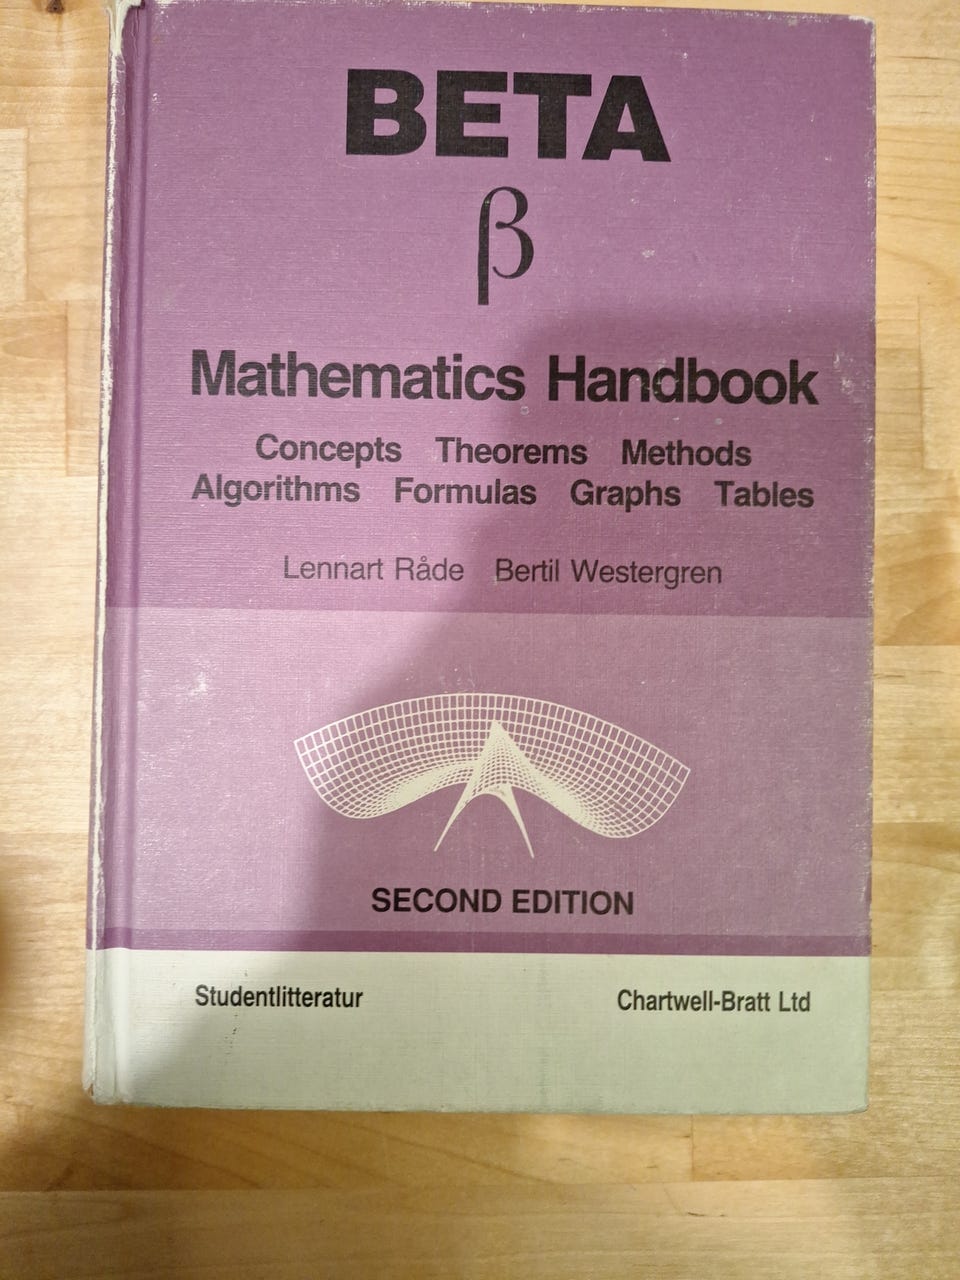 BETA
β
Mathematics Handbook
Concepts Theorems Methods
Algorithms Formulas Graphs Tables
Lennart Råde Bertil Westergren
SECOND EDITION
Studentlitteratur Chartwell-Bratt Ltd